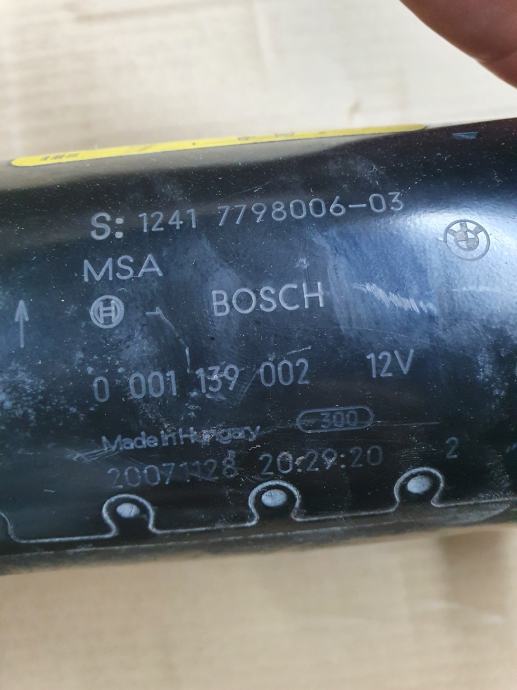 S: 1241 7798006-03
MSA
BOSCH
0 001 139 002 12V
Made in Hungary 300
20071128 20:29:20 2